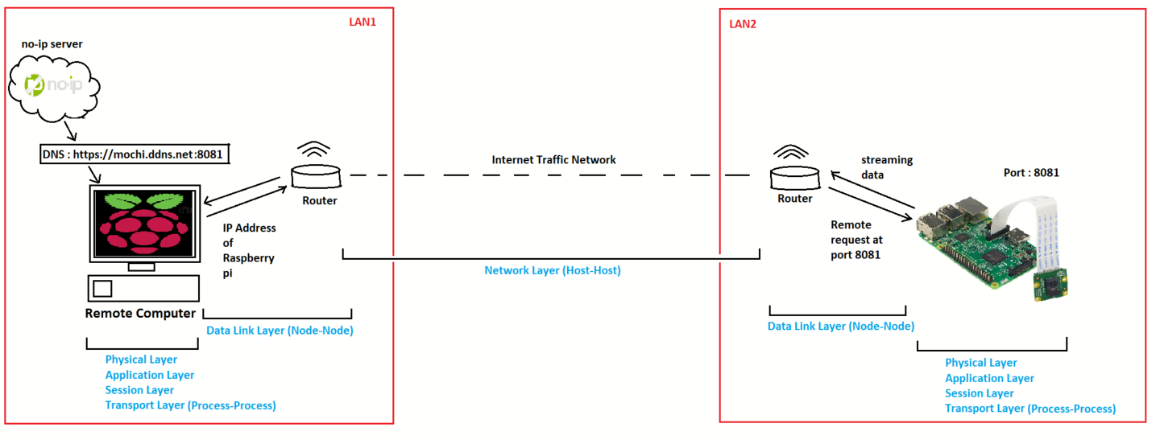 LAN1
no-ip server
no-ip
DNS : https://mochi.ddns.net:8081
Router
IP Address
of
Raspberry
pi
Remote Computer
Data Link Layer (Node-Node)
Physical Layer
Application Layer
Session Layer
Transport Layer (Process-Process)
Internet Traffic Network
Network Layer (Host-Host)
LAN2
streaming
data
Port : 8081
Router
Remote
request at
port 8081
Data Link Layer (Node-Node)
Physical Layer
Application Layer
Session Layer
Transport Layer (Process-Process)